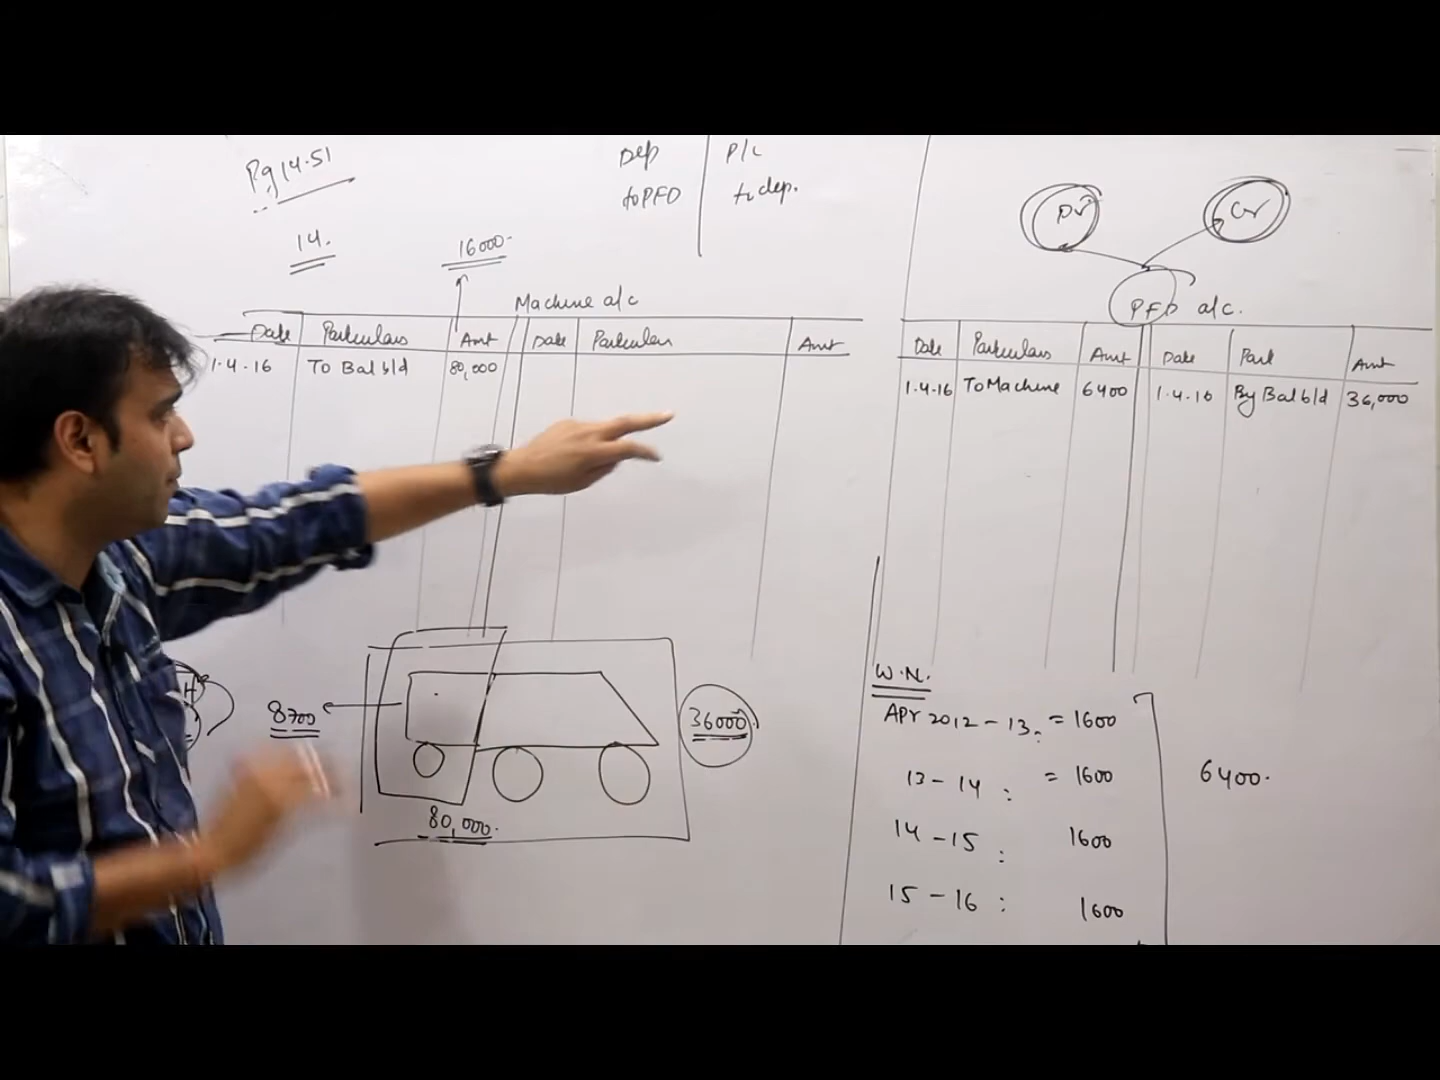 Pg 14.51
14.
16000.
Dep | P/L
to PFD | to dep.
Dr Cr
Machine a/c
Date Particulars Amt Date Particulars Amt
1.4.16 To Bal b/d 80,000
PFD a/c.
Date Particulars Amt Date Part Amt
1.4.16 To Machine 6400 1.4.16 By Bal b/d 36,000
8700
36000.
80,000.
W.N.
Apr 2012 - 13. = 1600
13 - 14 : = 1600
14 - 15 : 1600
15 - 16 : 1600
6400.